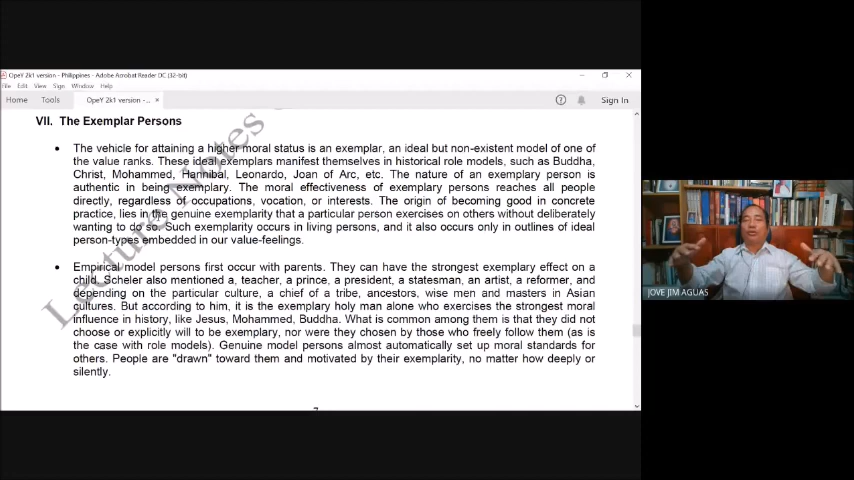 OpeY 2k1 version - Philippines - Adobe Acrobat Reader DC (32-bit)
File Edit View Sign Window Help
Home Tools OpeY 2k1 version -... × Sign In
VII. The Exemplar Persons
• The vehicle for attaining a higher moral status is an exemplar, an ideal but non-existent model of one of
the value ranks. These ideal exemplars manifest themselves in historical role models, such as Buddha,
Christ, Mohammed, Hannibal, Leonardo, Joan of Arc, etc. The nature of an exemplary person is
authentic in being exemplary. The moral effectiveness of exemplary persons reaches all people
directly, regardless of occupations, vocation, or interests. The origin of becoming good in concrete
practice, lies in the genuine exemplarity that a particular person exercises on others without deliberately
wanting to do so. Such exemplarity occurs in living persons, and it also occurs only in outlines of ideal
person-types embedded in our value-feelings.
• Empirical model persons first occur with parents. They can have the strongest exemplary effect on a
child. Scheler also mentioned a, teacher, a prince, a president, a statesman, an artist, a reformer, and
depending on the particular culture, a chief of a tribe, ancestors, wise men and masters in Asian
cultures. But according to him, it is the exemplary holy man alone who exercises the strongest moral
influence in history, like Jesus, Mohammed, Buddha. What is common among them is that they did not
choose or explicitly will to be exemplary, nor were they chosen by those who freely follow them (as is
the case with role models). Genuine model persons almost automatically set up moral standards for
others. People are "drawn" toward them and motivated by their exemplarity, no matter how deeply or
silently.
Lecture Notes
JOVE JIM AGUAS